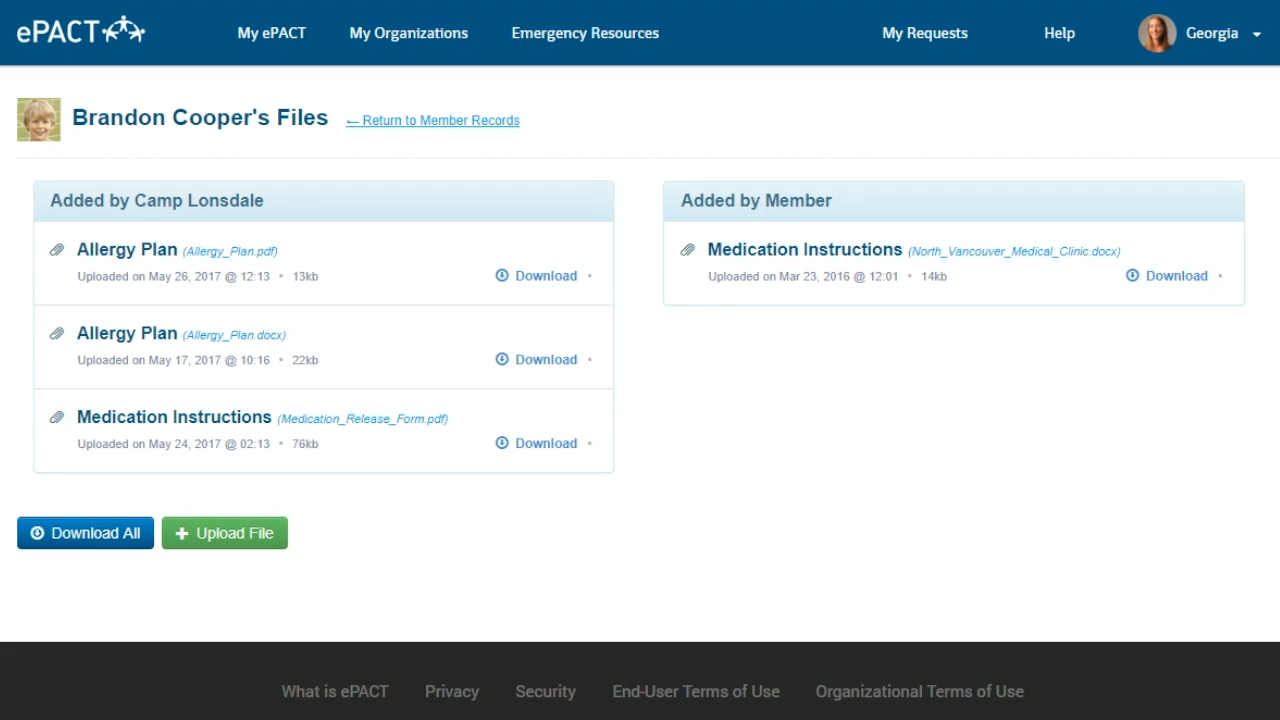 ePACT
My ePACT
My Organizations
Emergency Resources
My Requests
Help
Georgia
Brandon Cooper's Files
← Return to Member Records
Added by Camp Lonsdale
Allergy Plan (Allergy_Plan.pdf)
Uploaded on May 26, 2017 @ 12:13 • 13kb
Download •
Allergy Plan (Allergy_Plan.docx)
Uploaded on May 17, 2017 @ 10:16 • 22kb
Download •
Medication Instructions (Medication_Release_Form.pdf)
Uploaded on May 24, 2017 @ 02:13 • 76kb
Download •
Added by Member
Medication Instructions (North_Vancouver_Medical_Clinic.docx)
Uploaded on Mar 23, 2016 @ 12:01 • 14kb
Download •
Download All
Upload File
What is ePACT
Privacy
Security
End-User Terms of Use
Organizational Terms of Use